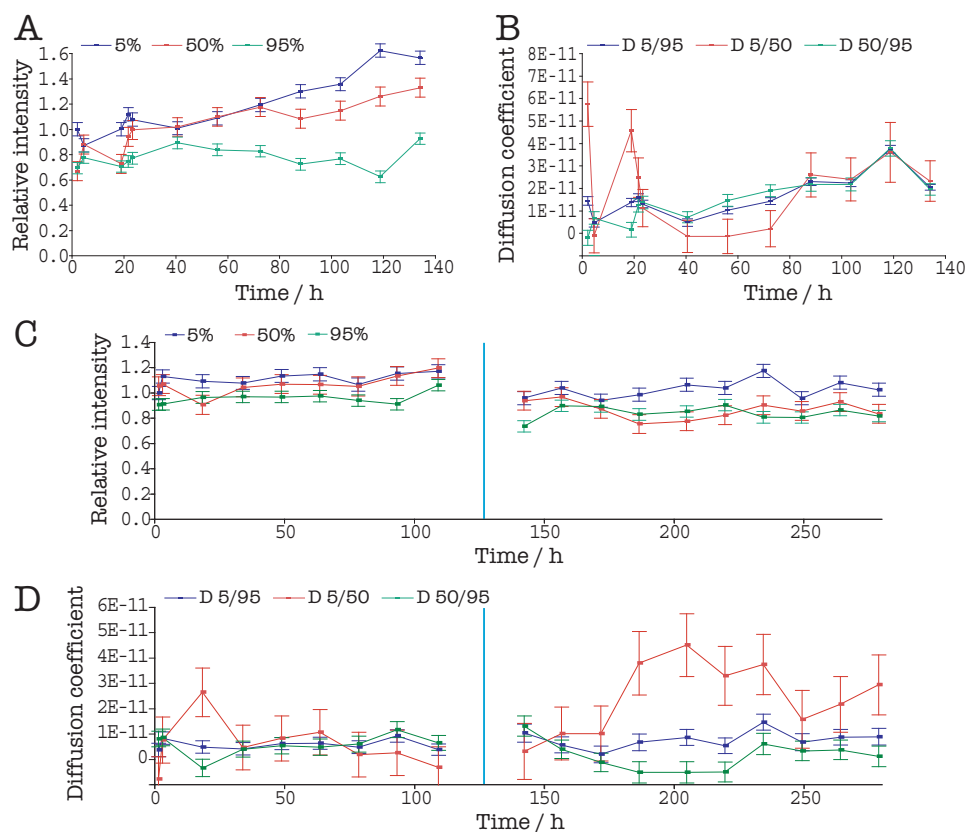 A
5% 50% 95%
Relative intensity
1.6
1.4
1.2
1.0
0.8
0.6
0.4
0.2
0.0
0 20 40 60 80 100 120 140
Time / h
B
D 5/95 D 5/50 D 50/95
Diffusion coefficient
8E-11
7E-11
6E-11
5E-11
4E-11
3E-11
2E-11
1E-11
0
0 20 40 60 80 100 120 140
Time / h
C
5% 50% 95%
Relative intensity
1.4
1.2
1.0
0.8
0.6
0.4
0.2
0.0
0 50 100 150 200 250
Time / h
D
D 5/95 D 5/50 D 50/95
Diffusion coefficient
6E-11
5E-11
4E-11
3E-11
2E-11
1E-11
0
0 50 100 150 200 250
Time / h